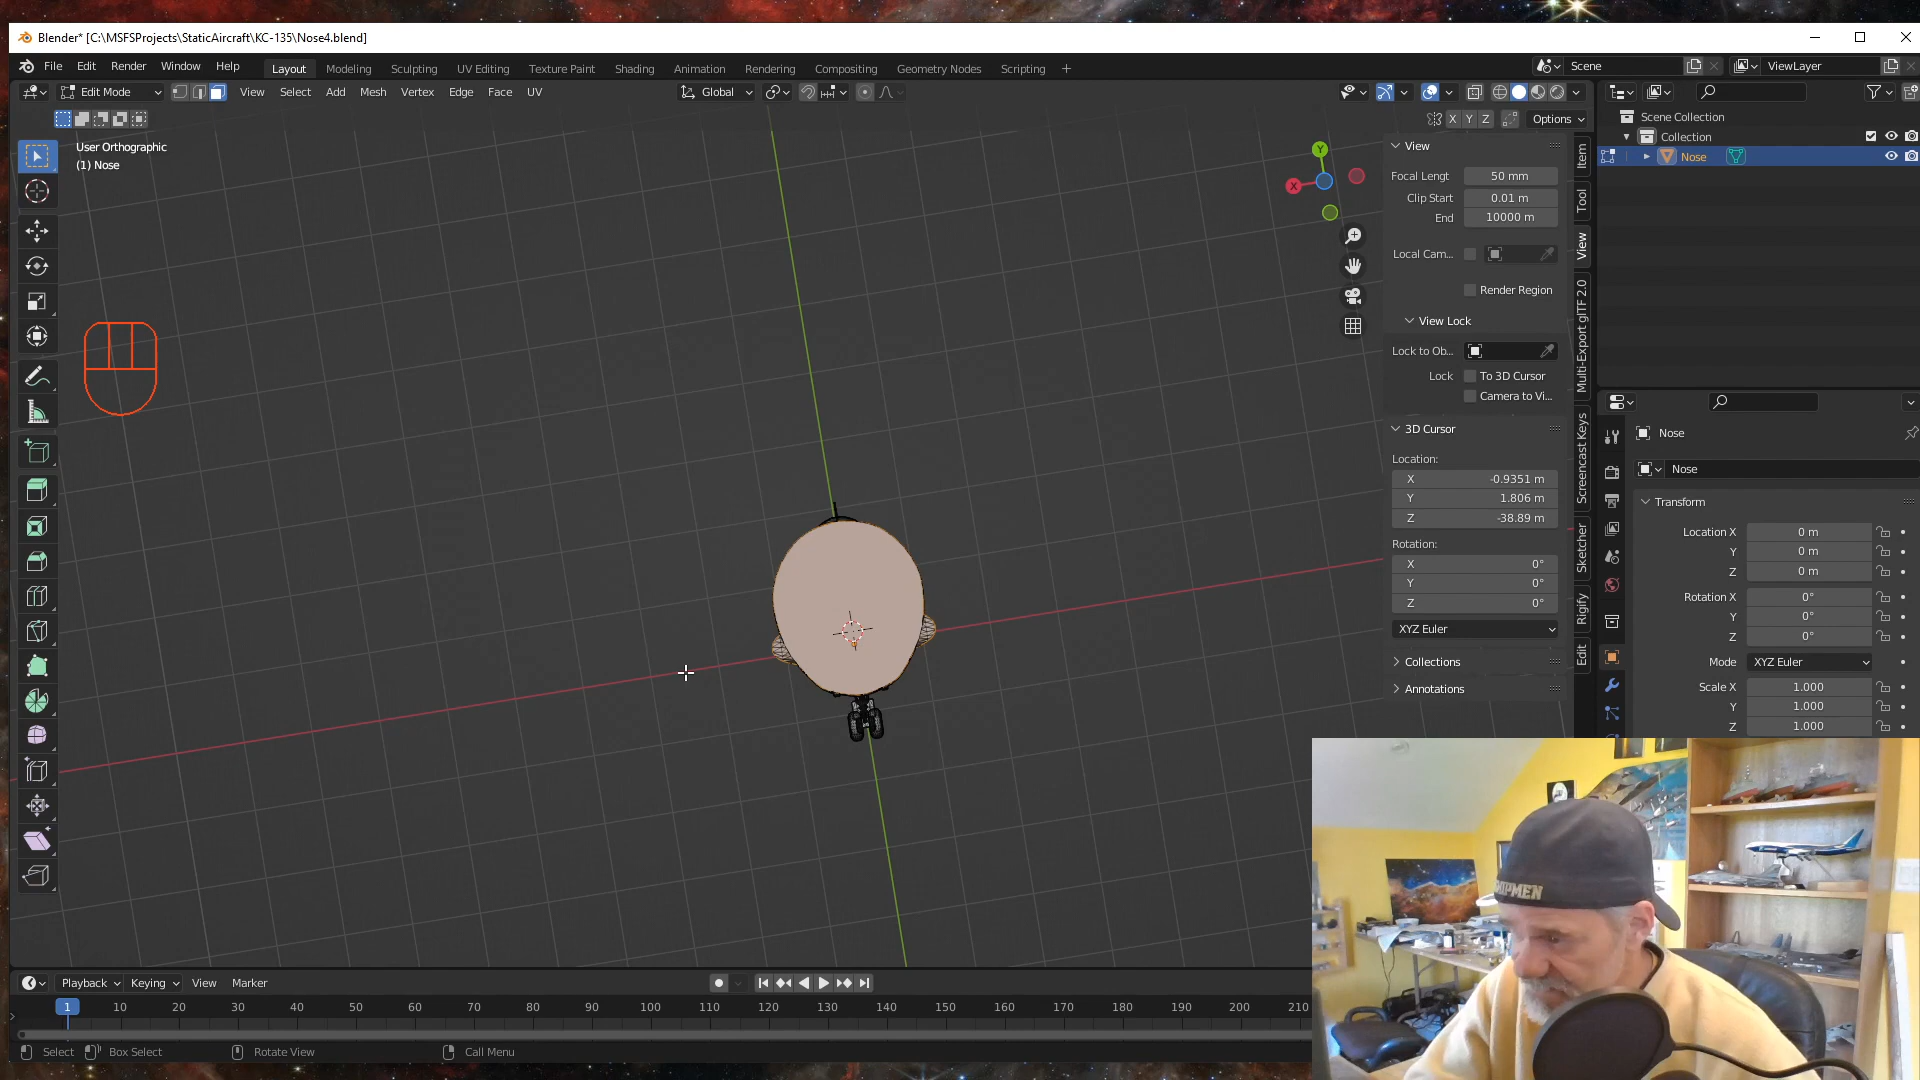 Blender* [C:\MSFSProjects\StaticAircraft\KC-135\Nose4.blend]
File Edit Render Window Help Layout Modeling Sculpting UV Editing Texture Paint Shading Animation Rendering Compositing Geometry Nodes Scripting + Scene ViewLayer
Edit Mode View Select Add Mesh Vertex Edge Face UV Global
X Y Z Options
User Orthographic
(1) Nose
Y
X
View
Focal Lengt 50 mm
Clip Start 0.01 m
End 10000 m
Local Cam...
Render Region
View Lock
Lock to Ob...
Lock To 3D Cursor
Camera to Vi...
3D Cursor
Location:
X -0.9351 m
Y 1.806 m
Z -38.89 m
Rotation:
X 0°
Y 0°
Z 0°
XYZ Euler
Collections
Annotations
Item
Tool
View
Multi-Export glTF 2.0
Screencast Keys
Sketcher
Rigify
Edit
Scene Collection
Collection
Nose
Nose
Nose
Transform
Location X 0 m
Y 0 m
Z 0 m
Rotation X 0°
Y 0°
Z 0°
Mode XYZ Euler
Scale X 1.000
Y 1.000
Z 1.000
Playback Keying View Marker
1 10 20 30 40 50 60 70 80 90 100 110 120 130 140 150 160 170 180 190 200 210
Select Box Select Rotate View Call Menu